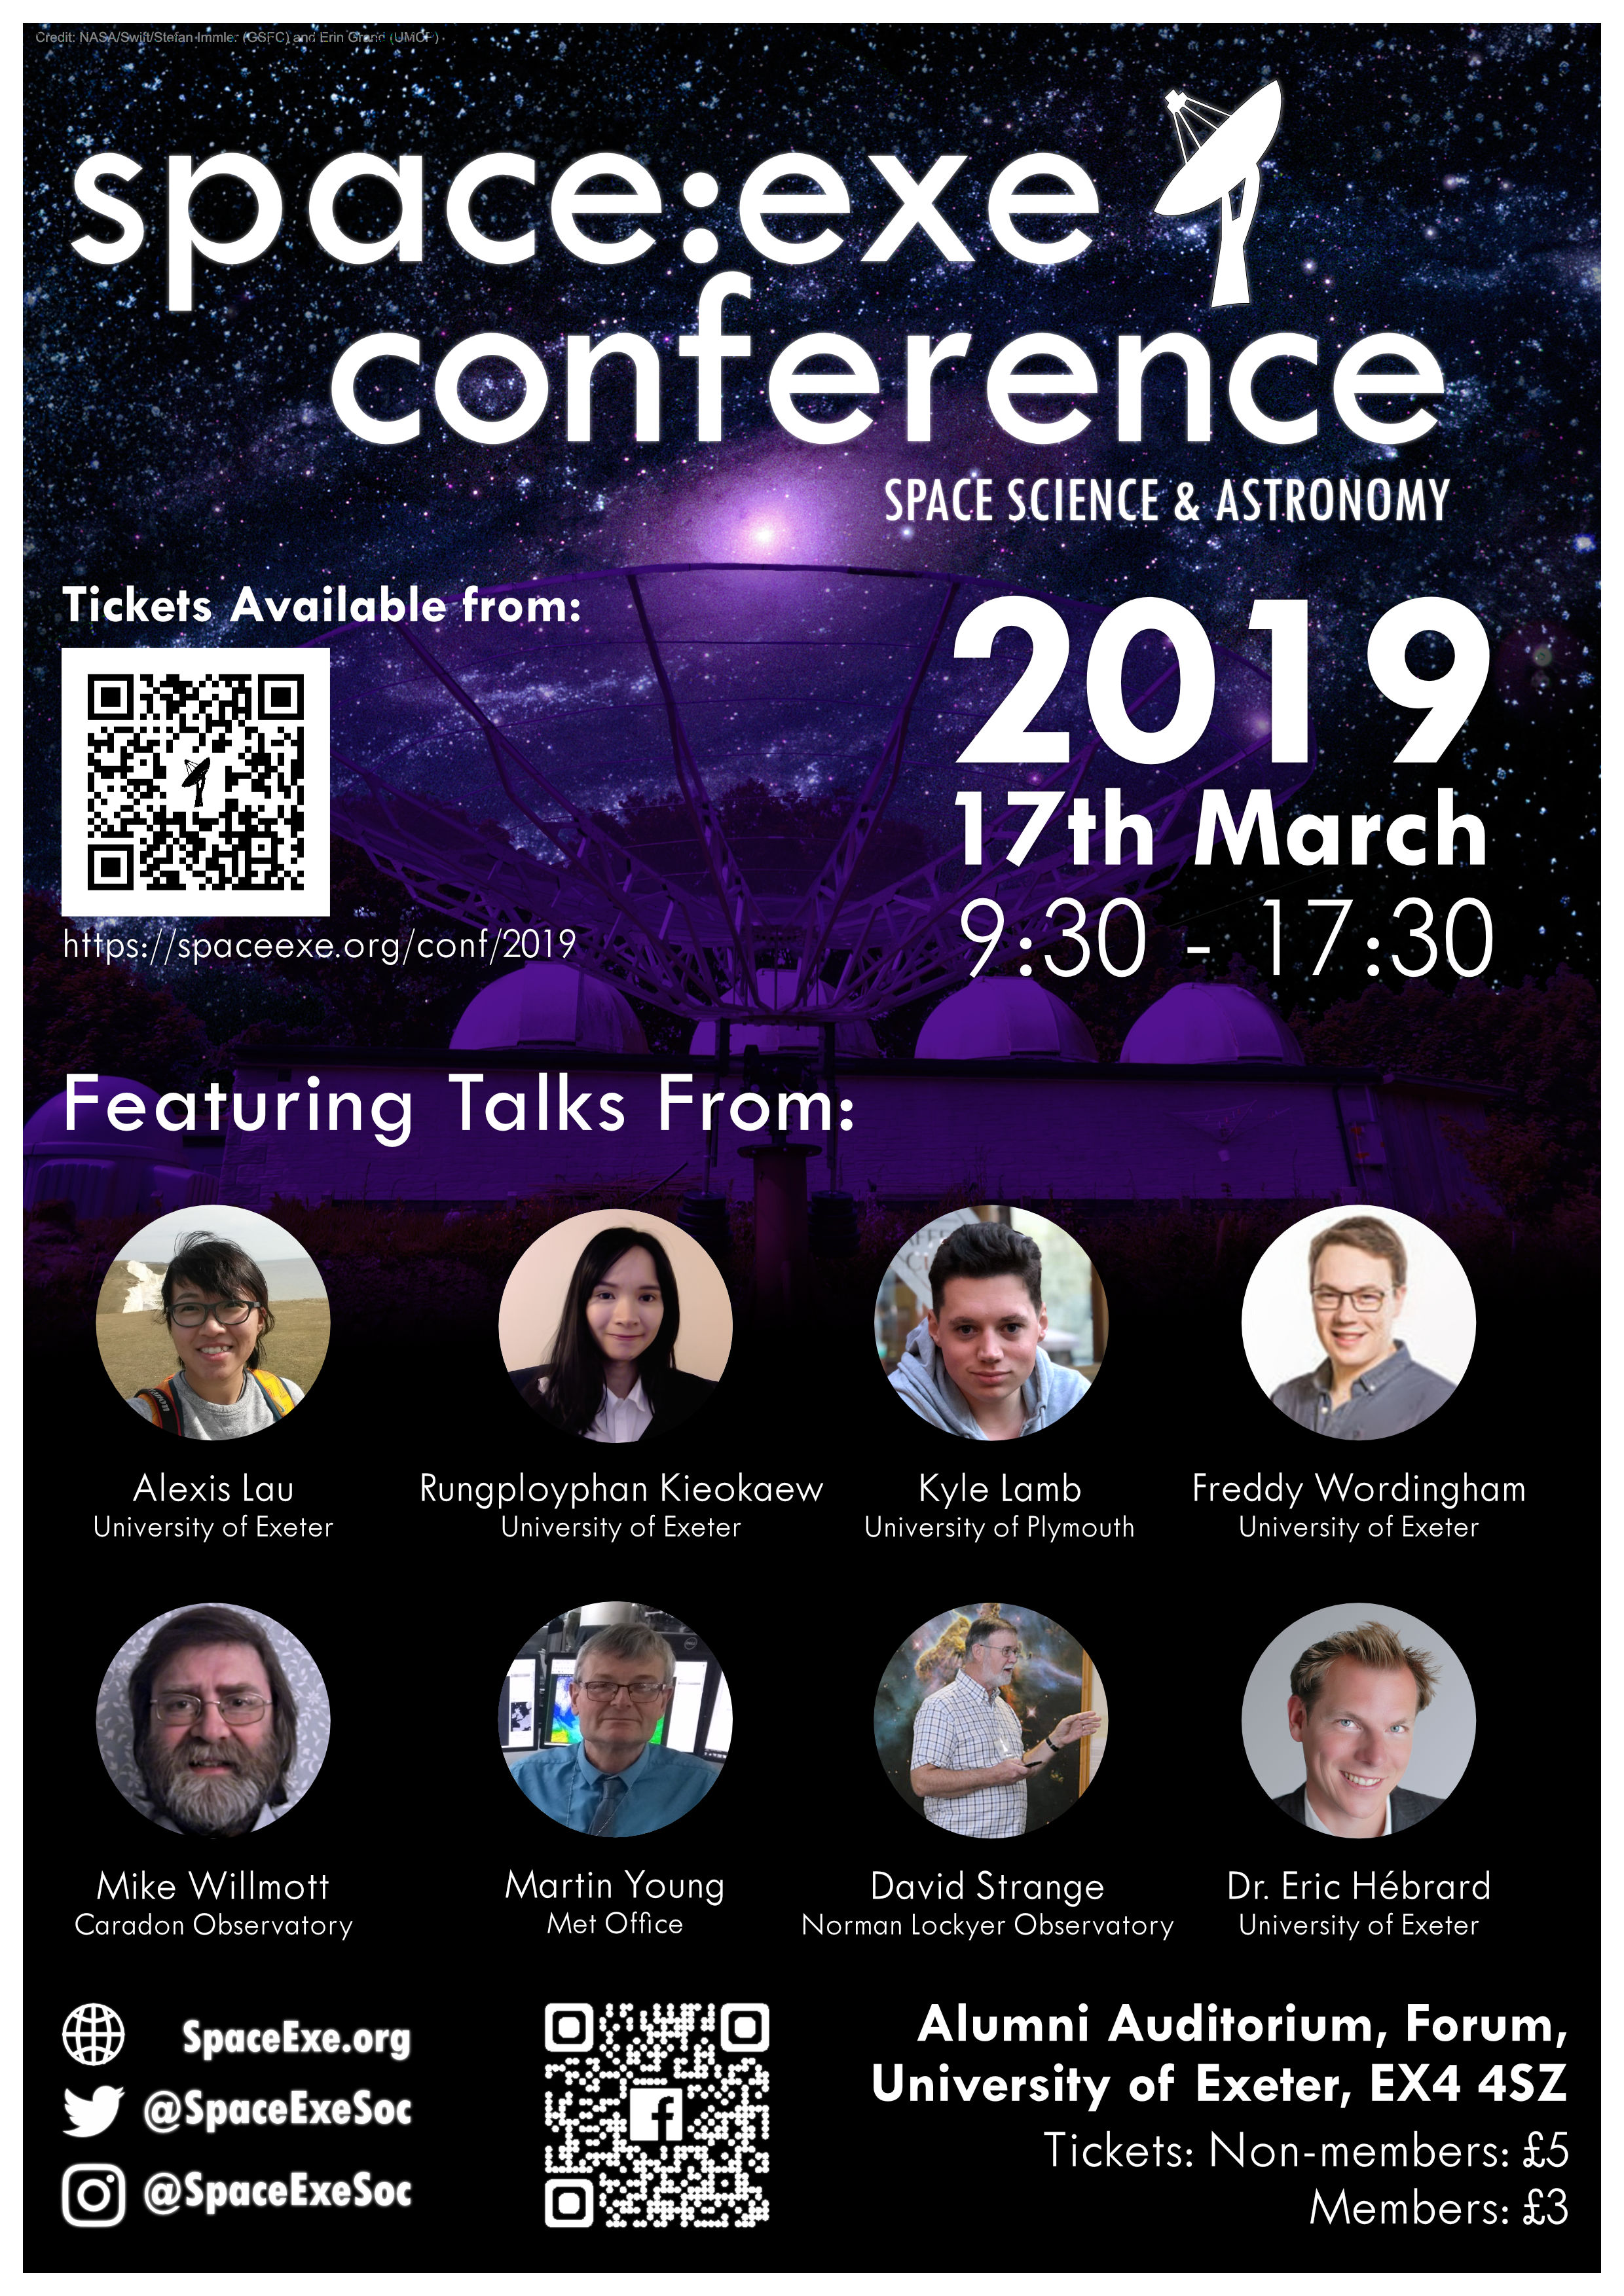 Credit: NASA/Swift/Stefan Immler (GSFC) and Erin Grand (UMCP)
space:exe
conference
SPACE SCIENCE & ASTRONOMY
Tickets Available from:
https://spaceexe.org/conf/2019
2019
17th March
9:30 - 17:30
Featuring Talks From:
Alexis Lau
University of Exeter
Rungployphan Kieokaew
University of Exeter
Kyle Lamb
University of Plymouth
Freddy Wordingham
University of Exeter
Mike Willmott
Caradon Observatory
Martin Young
Met Office
David Strange
Norman Lockyer Observatory
Dr. Eric Hébrard
University of Exeter
SpaceExe.org
@SpaceExeSoc
@SpaceExeSoc
Alumni Auditorium, Forum,
University of Exeter, EX4 4SZ
Tickets: Non-members: £5
Members: £3